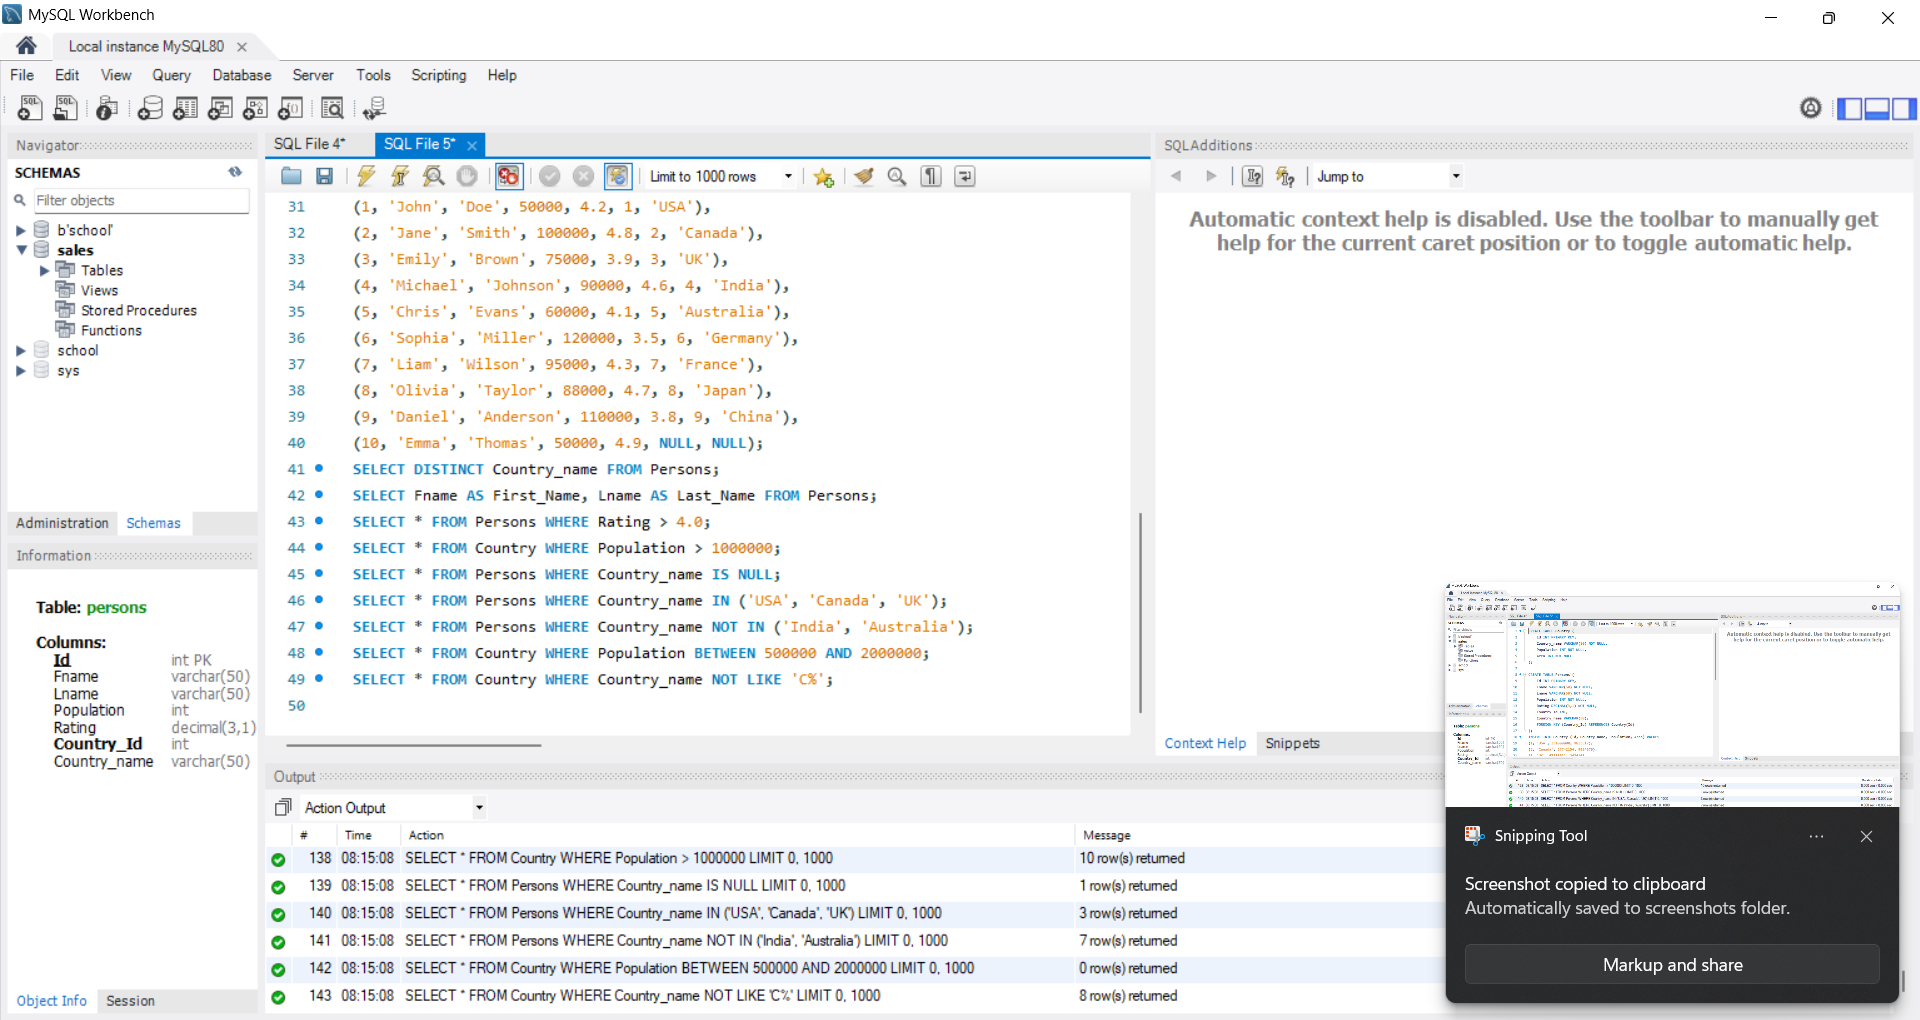 MySQL Workbench
Local instance MySQL80
File Edit View Query Database Server Tools Scripting Help
Navigator
SCHEMAS
Filter objects
b'school'
sales
Tables
Views
Stored Procedures
Functions
school
sys
Administration Schemas
Information
Table: persons
Columns:
Id int PK
Fname varchar(50)
Lname varchar(50)
Population int
Rating decimal(3,1)
Country_Id int
Country_name varchar(50)
Object Info Session
SQL File 4* SQL File 5*
Limit to 1000 rows
31 (1, 'John', 'Doe', 50000, 4.2, 1, 'USA'),
32 (2, 'Jane', 'Smith', 100000, 4.8, 2, 'Canada'),
33 (3, 'Emily', 'Brown', 75000, 3.9, 3, 'UK'),
34 (4, 'Michael', 'Johnson', 90000, 4.6, 4, 'India'),
35 (5, 'Chris', 'Evans', 60000, 4.1, 5, 'Australia'),
36 (6, 'Sophia', 'Miller', 120000, 3.5, 6, 'Germany'),
37 (7, 'Liam', 'Wilson', 95000, 4.3, 7, 'France'),
38 (8, 'Olivia', 'Taylor', 88000, 4.7, 8, 'Japan'),
39 (9, 'Daniel', 'Anderson', 110000, 3.8, 9, 'China'),
40 (10, 'Emma', 'Thomas', 50000, 4.9, NULL, NULL);
41 SELECT DISTINCT Country_name FROM Persons;
42 SELECT Fname AS First_Name, Lname AS Last_Name FROM Persons;
43 SELECT * FROM Persons WHERE Rating > 4.0;
44 SELECT * FROM Country WHERE Population > 1000000;
45 SELECT * FROM Persons WHERE Country_name IS NULL;
46 SELECT * FROM Persons WHERE Country_name IN ('USA', 'Canada', 'UK');
47 SELECT * FROM Persons WHERE Country_name NOT IN ('India', 'Australia');
48 SELECT * FROM Country WHERE Population BETWEEN 500000 AND 2000000;
49 SELECT * FROM Country WHERE Country_name NOT LIKE 'C%';
50
SQLAdditions
Jump to
Automatic context help is disabled. Use the toolbar to manually get
help for the current caret position or to toggle automatic help.
Context Help Snippets
Output
Action Output
# Time Action Message
138 08:15:08 SELECT * FROM Country WHERE Population > 1000000 LIMIT 0, 1000 10 row(s) returned
139 08:15:08 SELECT * FROM Persons WHERE Country_name IS NULL LIMIT 0, 1000 1 row(s) returned
140 08:15:08 SELECT * FROM Persons WHERE Country_name IN ('USA', 'Canada', 'UK') LIMIT 0, 1000 3 row(s) returned
141 08:15:08 SELECT * FROM Persons WHERE Country_name NOT IN ('India', 'Australia') LIMIT 0, 1000 7 row(s) returned
142 08:15:08 SELECT * FROM Country WHERE Population BETWEEN 500000 AND 2000000 LIMIT 0, 1000 0 row(s) returned
143 08:15:08 SELECT * FROM Country WHERE Country_name NOT LIKE 'C%' LIMIT 0, 1000 8 row(s) returned
Snipping Tool
Screenshot copied to clipboard
Automatically saved to screenshots folder.
Markup and share